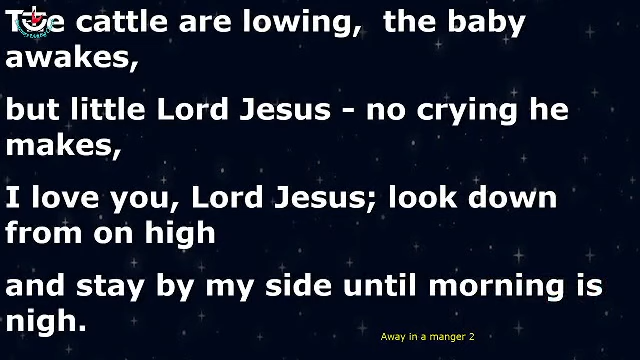 The cattle are lowing,  the baby
awakes,
but little Lord Jesus - no crying he
makes,
I love you, Lord Jesus; look down
from on high
and stay by my side until morning is
nigh.
Away in a manger 2